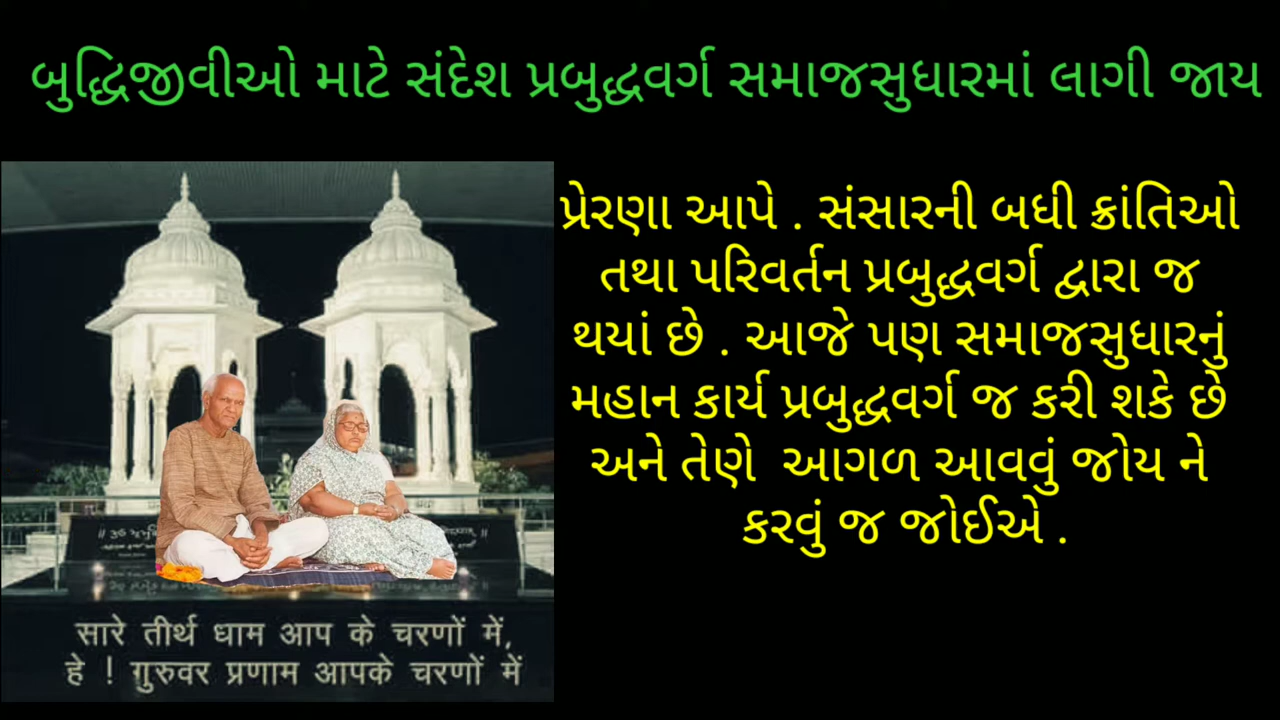 બુદ્ધિજીવીઓ માટે સંદેશ પ્રબુદ્ધવર્ગ સમાજસુધારમાં લાગી જાય
પ્રેરણા આપે . સંસારની બધી ક્રાંતિઓ
તથા પરિવર્તન પ્રબુદ્ધવર્ગ દ્વારા જ
થયાં છે . આજે પણ સમાજસુધારનું
મહાન કાર્ય પ્રબુદ્ધવર્ગ જ કરી શકે છે
અને તેણે આગળ આવવું જોય ને
કરવું જ જોઈએ .
सारे तीर्थ धाम आप के चरणों में,
हे ! गुरुवर प्रणाम आपके चरणों में